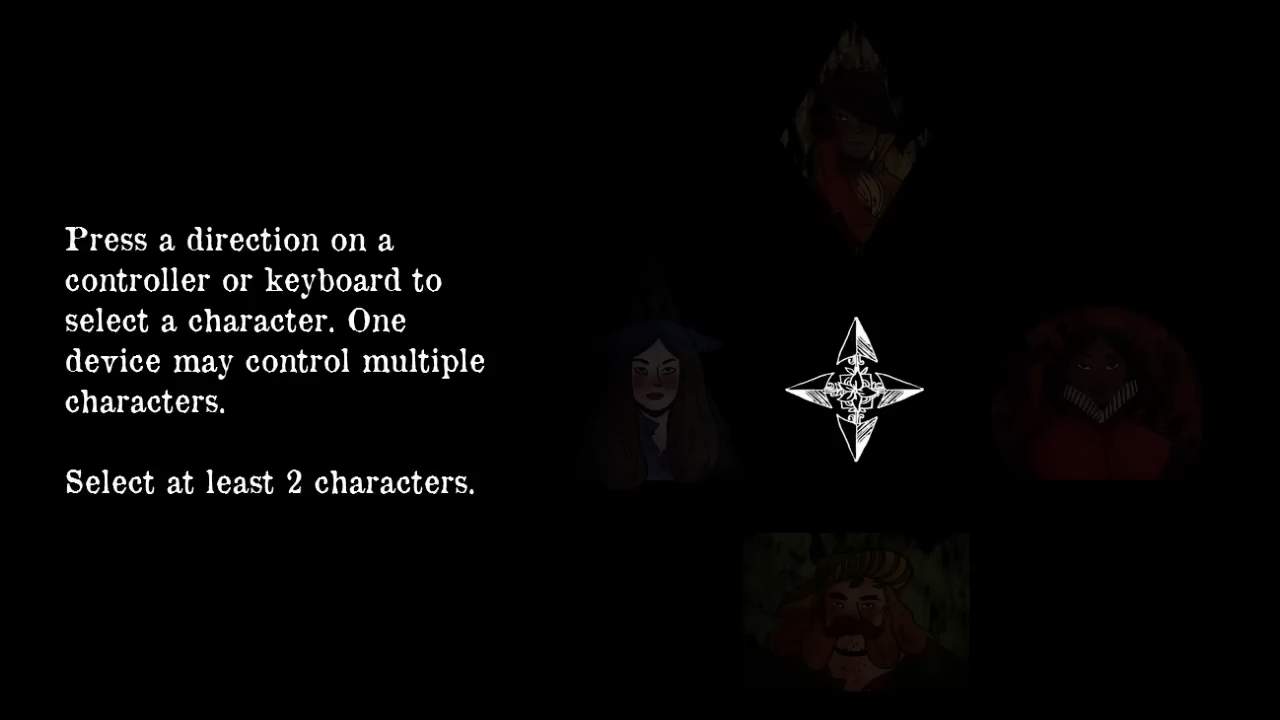 Press a direction on a
controller or keyboard to
select a character. One
device may control multiple
characters.
Select at least 2 characters.